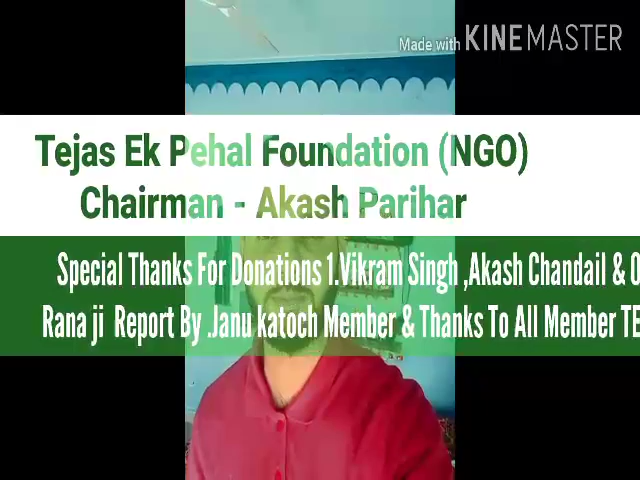 Made with KINEMASTER
Tejas Ek Pehal Foundation (NGO)
Chairman - Akash Parihar
Special Thanks For Donations 1.Vikram Singh ,Akash Chandail & O
Rana ji Report By .Janu katoch Member & Thanks To All Member TE